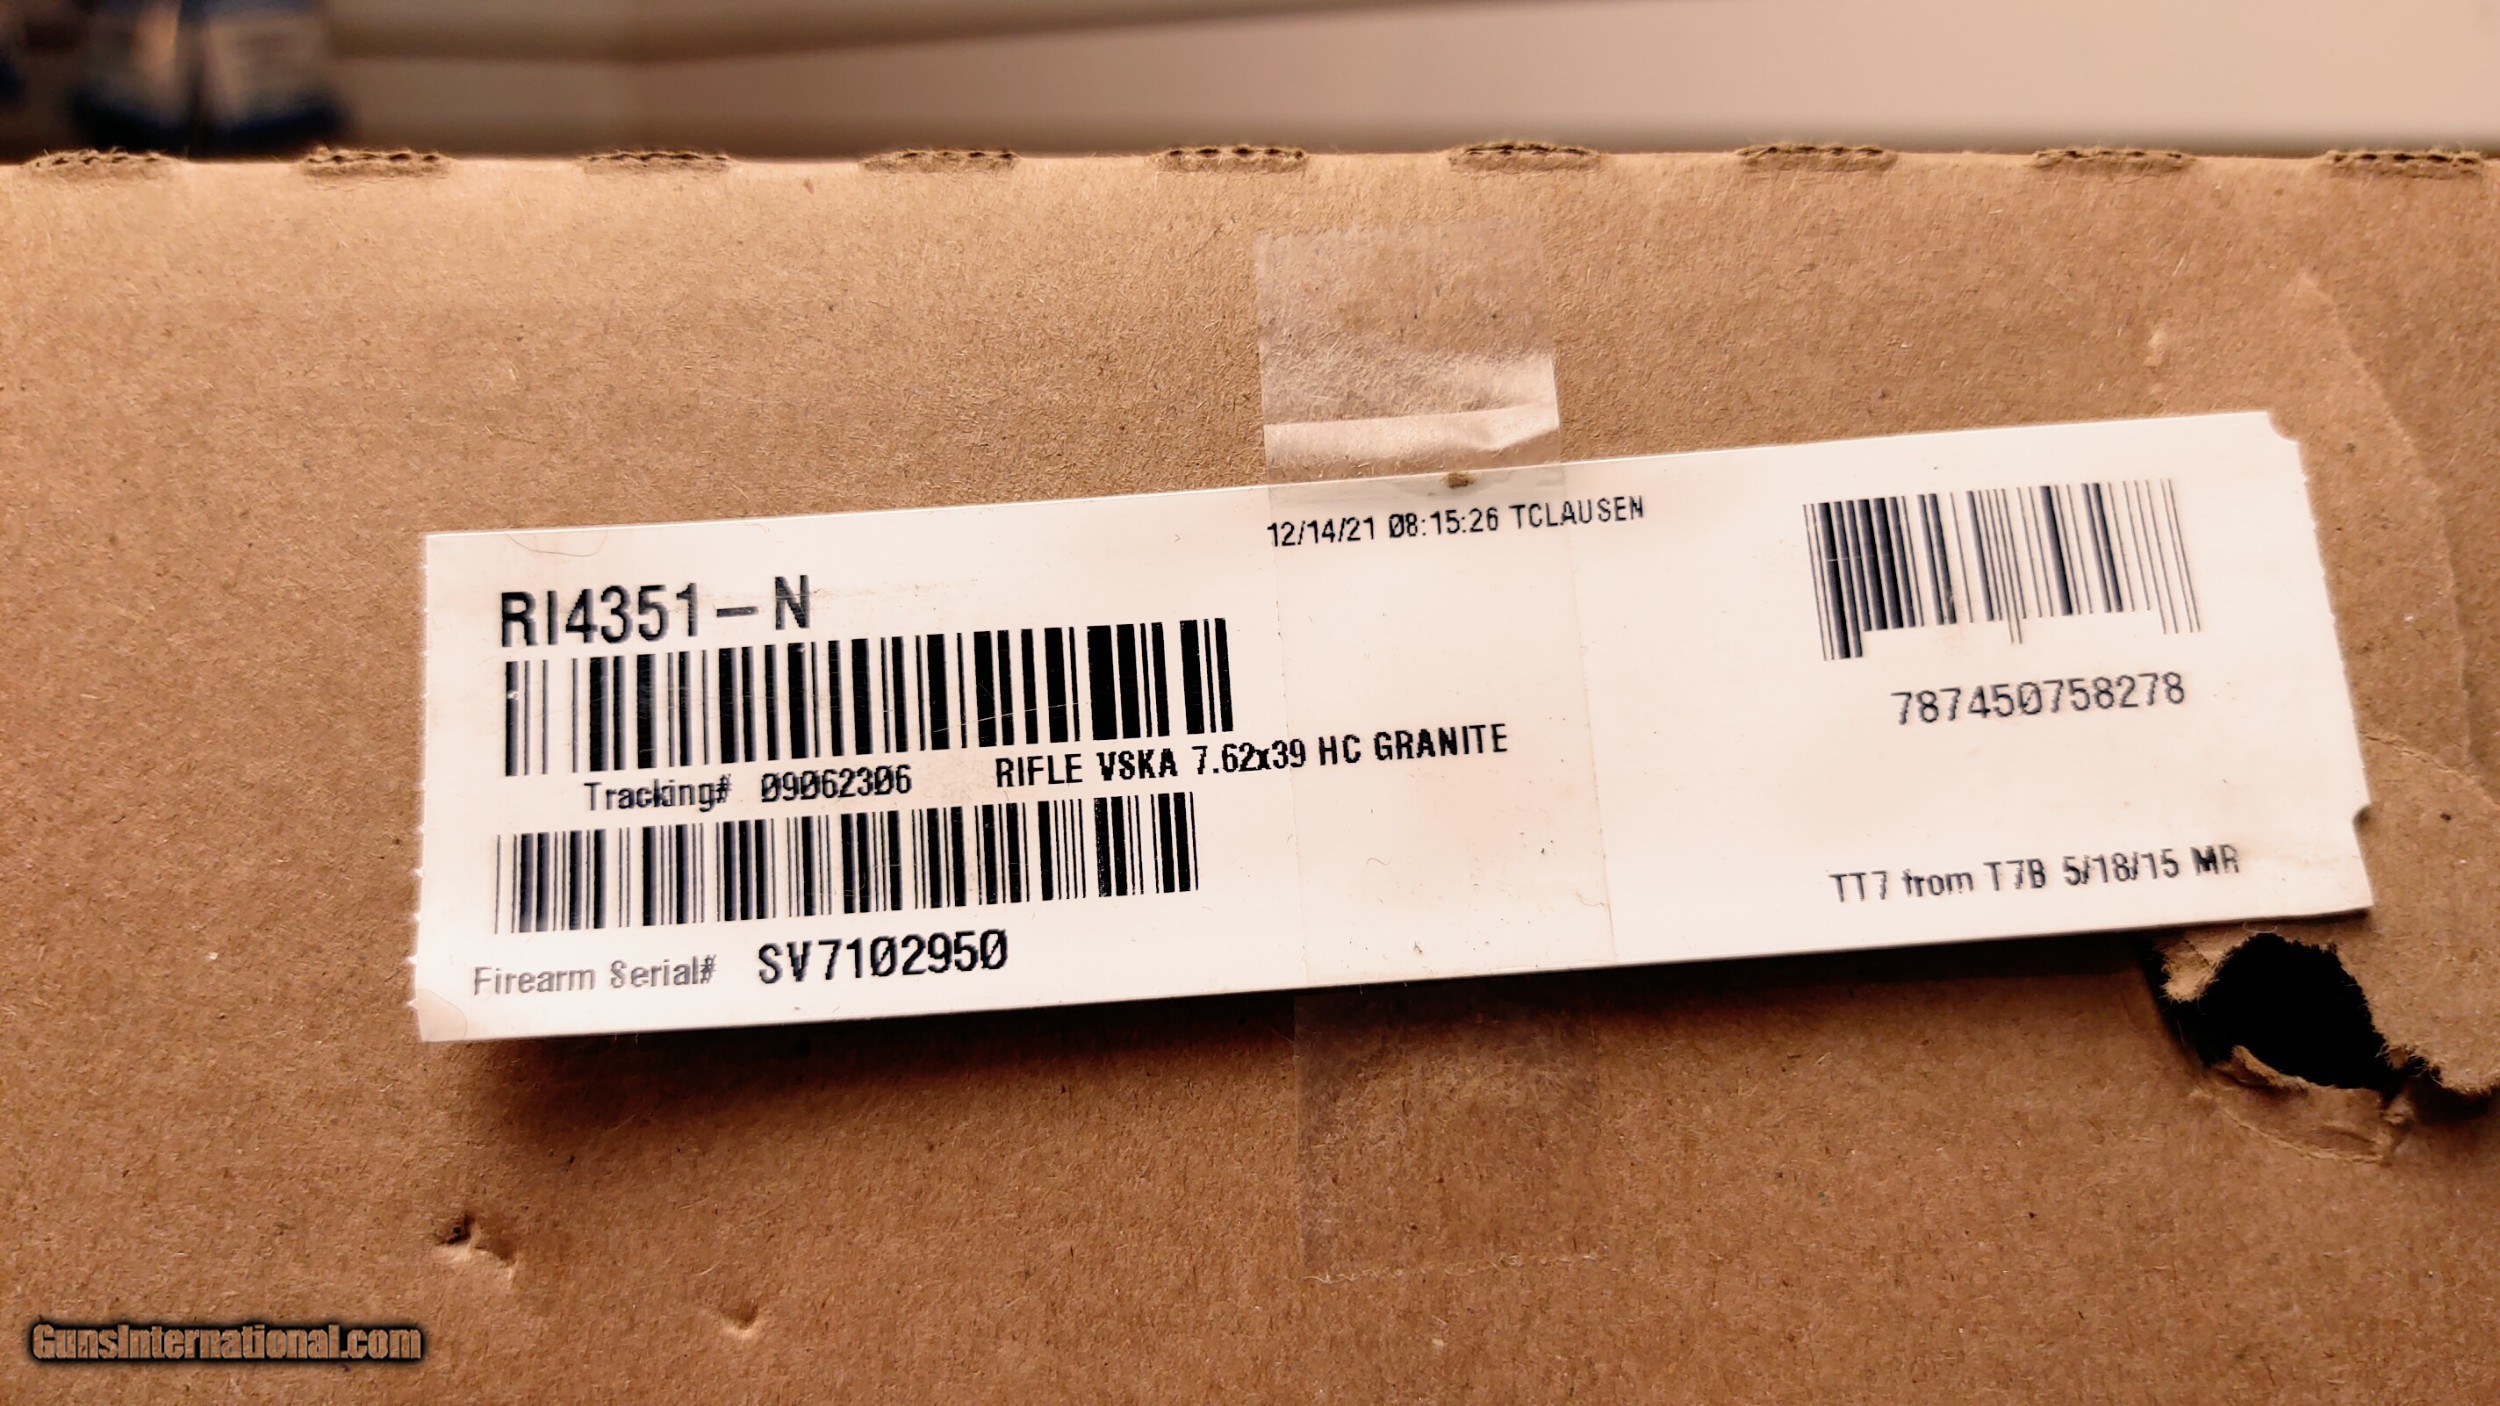 12/14/21 08:15:26 TCLAUSEN
RI4351-N
787450758278
Tracking# 09062306 RIFLE VSKA 7.62x39 HC GRANITE
TT7 from T7B 5/18/15 MR
Firearm Serial# SV7102950
GunsInternational.com